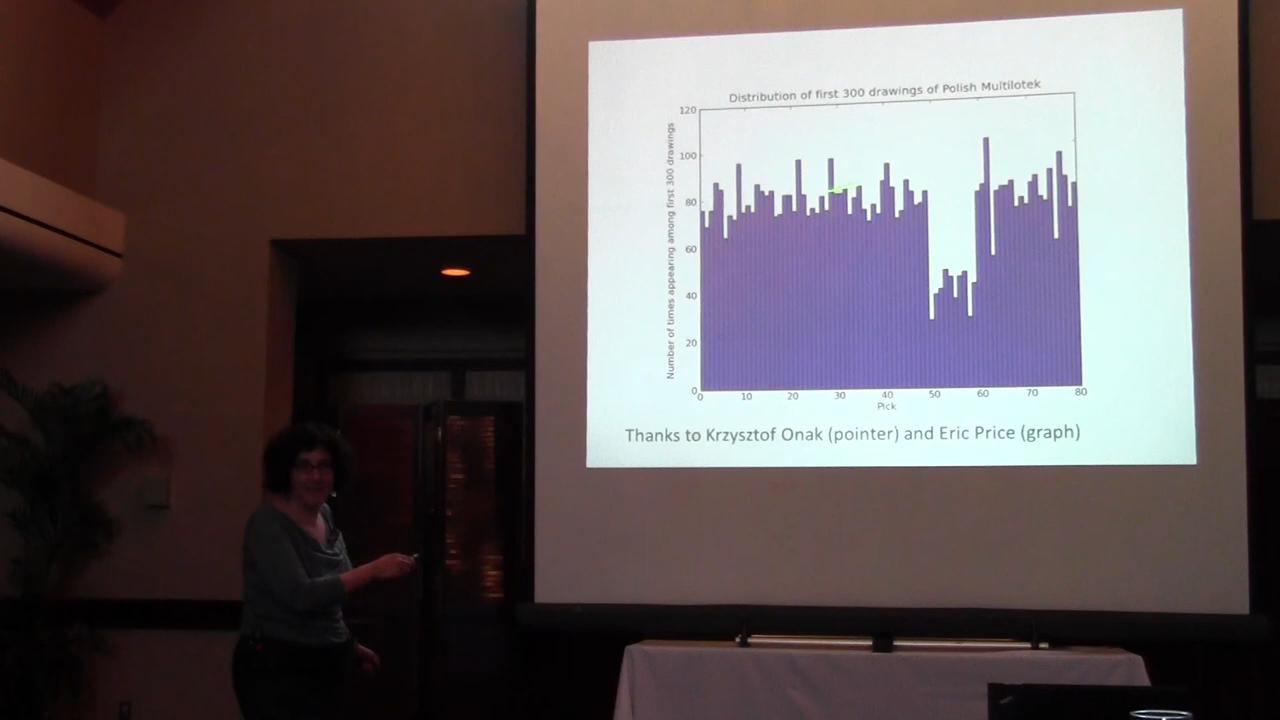 Distribution of first 300 drawings of Polish Multilotek
Number of times appearing among first 300 drawings
120
100
80
60
40
20
0
0 10 20 30 40 50 60 70 80
Pick
Thanks to Krzysztof Onak (pointer) and Eric Price (graph)